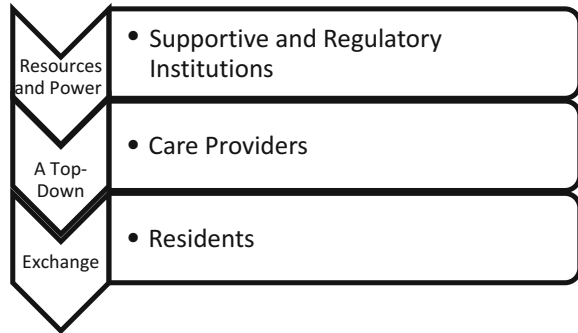 Resources
and Power
• Supportive and Regulatory
Institutions
A Top-
Down
• Care Providers
Exchange
• Residents